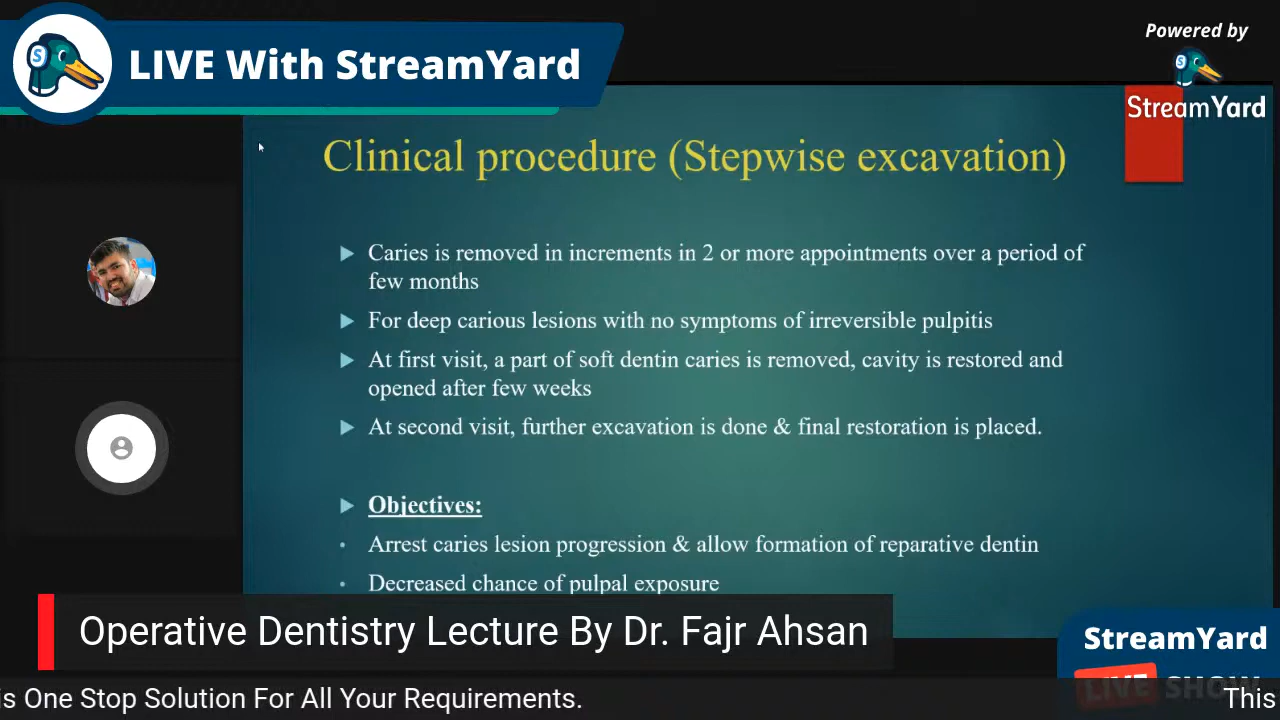 LIVE With StreamYard
Powered by
StreamYard
Clinical procedure (Stepwise excavation)
Caries is removed in increments in 2 or more appointments over a period of
few months
For deep carious lesions with no symptoms of irreversible pulpitis
At first visit, a part of soft dentin caries is removed, cavity is restored and
opened after few weeks
At second visit, further excavation is done & final restoration is placed.
Objectives:
Arrest caries lesion progression & allow formation of reparative dentin
Decreased chance of pulpal exposure
Operative Dentistry Lecture By Dr. Fajr Ahsan
StreamYard
LIVE SHOW
is One Stop Solution For All Your Requirements.
This